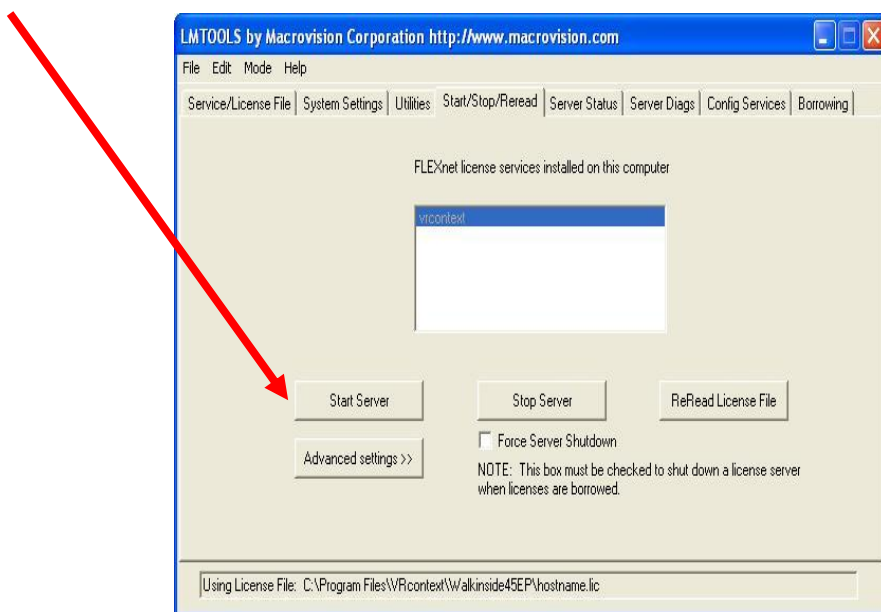 LMTOOLS by Macrovision Corporation http://www.macrovision.com
File Edit Mode Help
Service/License File System Settings Utilities Start/Stop/Reread Server Status Server Diags Config Services Borrowing
FLEXnet license services installed on this computer
vrcontext
Start Server Stop Server ReRead License File
Force Server Shutdown
Advanced settings >>
NOTE: This box must be checked to shut down a license server
when licenses are borrowed.
Using License File: C:\Program Files\VRcontext\Walkinside45EP\hostname.lic